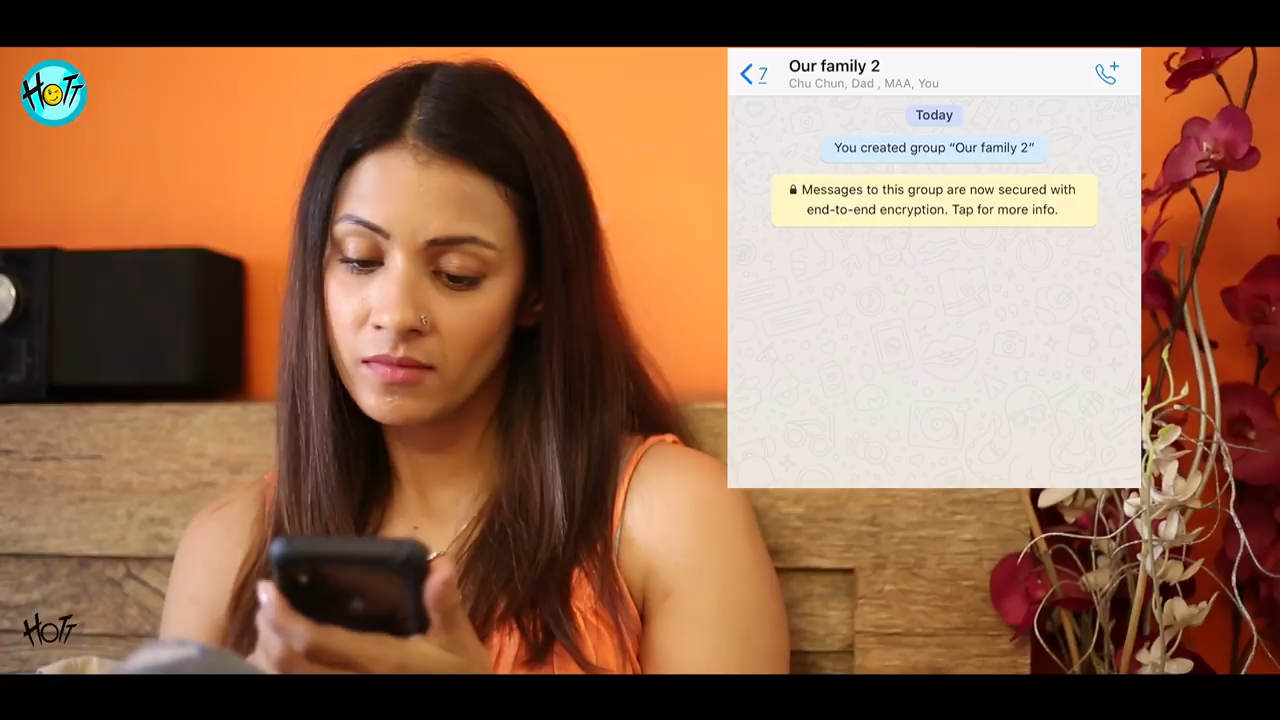 HOTT
7
Our family 2
Chu Chun, Dad , MAA, You
Today
You created group “Our family 2“
Messages to this group are now secured with
end-to-end encryption. Tap for more info.
HOTT